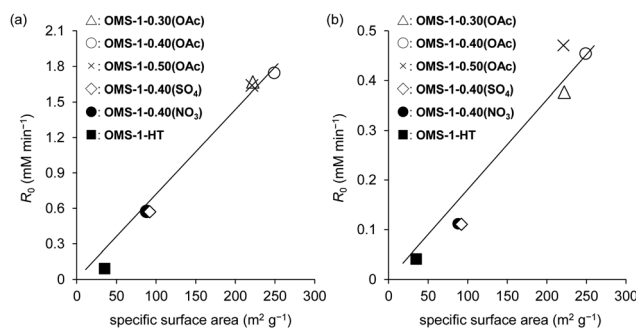 (a)
△: OMS-1-0.30(OAc)
○: OMS-1-0.40(OAc)
×: OMS-1-0.50(OAc)
◇: OMS-1-0.40(SO₄)
●: OMS-1-0.40(NO₃)
■: OMS-1-HT
R₀ (mM min⁻¹)
2.1
1.8
1.5
1.2
0.9
0.6
0.3
0
0 50 100 150 200 250 300
specific surface area (m² g⁻¹)
(b)
△: OMS-1-0.30(OAc)
○: OMS-1-0.40(OAc)
×: OMS-1-0.50(OAc)
◇: OMS-1-0.40(SO₄)
●: OMS-1-0.40(NO₃)
■: OMS-1-HT
R₀ (mM min⁻¹)
0.5
0.4
0.3
0.2
0.1
0
0 50 100 150 200 250 300
specific surface area (m² g⁻¹)